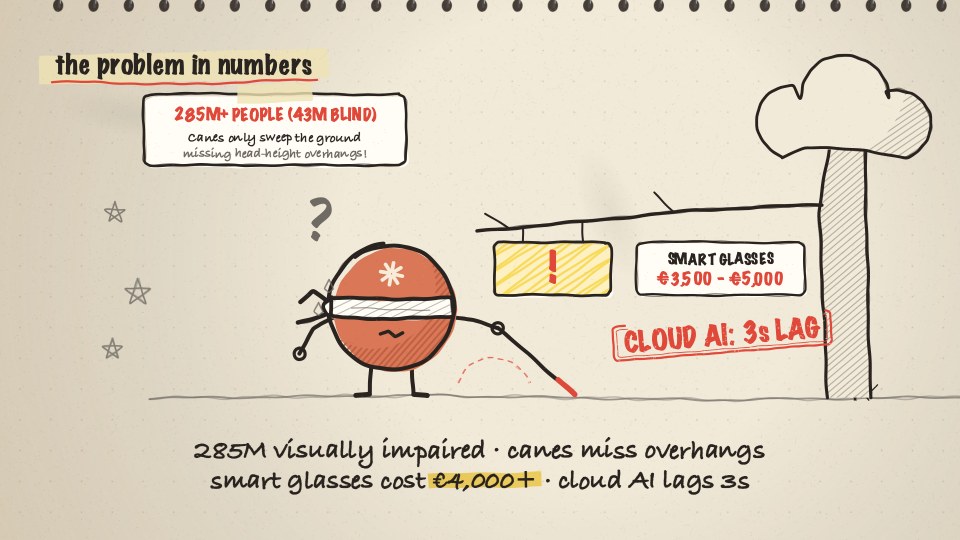 the problem in numbers
285M+ PEOPLE (43M BLIND)
Canes only sweep the ground
missing head-height overhangs!
?
!
SMART GLASSES
€3,500 - €5,000
CLOUD AI: 3s LAG
285M visually impaired · canes miss overhangs
smart glasses cost €4,000+ · cloud AI lags 3s